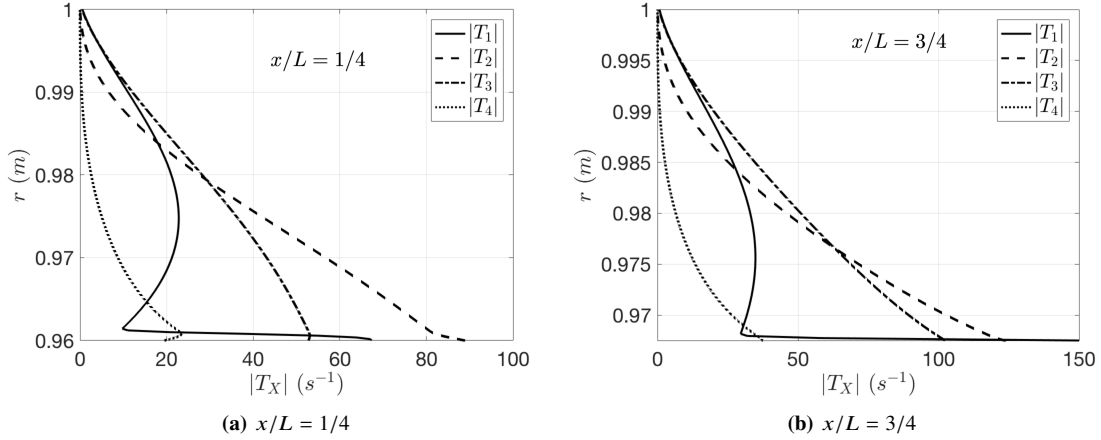 1
0.99
0.98
0.97
0.96
r (m)
0 20 40 60 80 100
|T_X| (s^{-1})
x/L = 1/4
|T_1|
|T_2|
|T_3|
|T_4|
(a) x/L = 1/4
1
0.995
0.99
0.985
0.98
0.975
0.97
r (m)
0 50 100 150
|T_X| (s^{-1})
x/L = 3/4
|T_1|
|T_2|
|T_3|
|T_4|
(b) x/L = 3/4